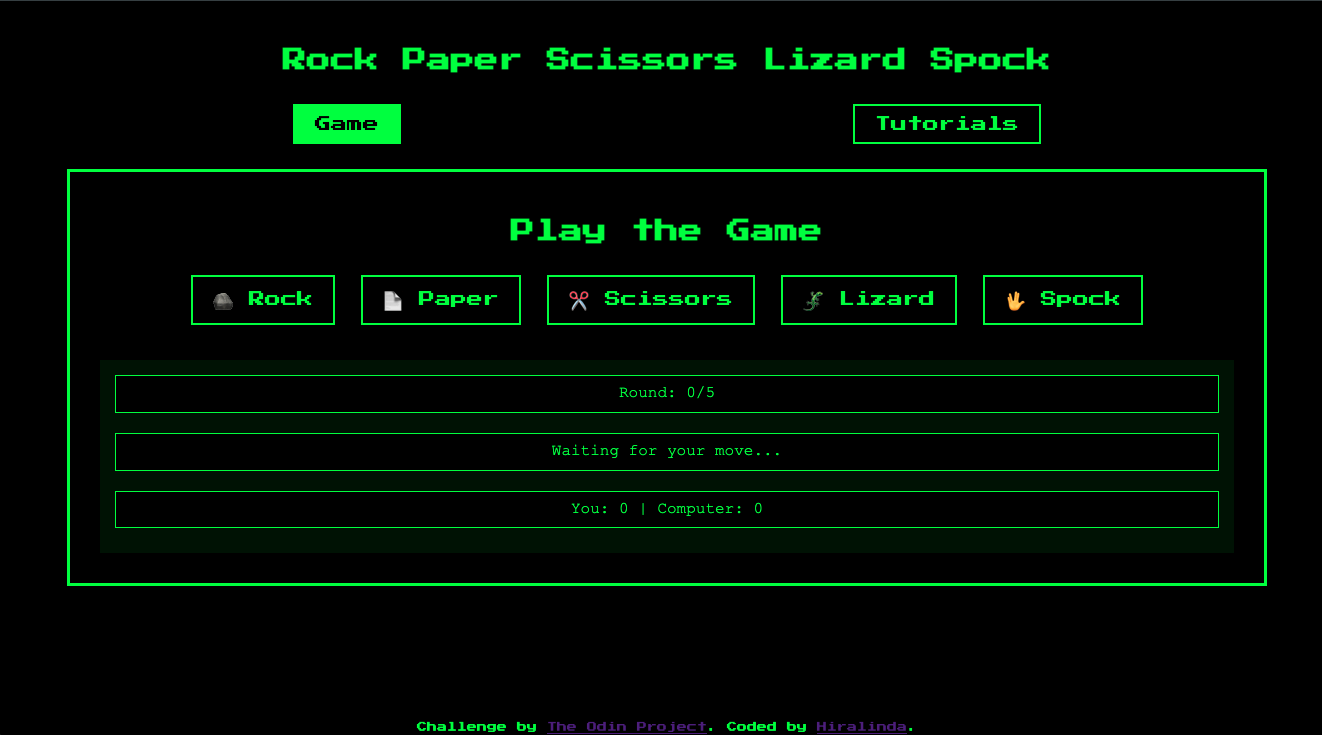 Rock Paper Scissors Lizard Spock
Game
Tutorials
Play the Game
Rock
Paper
Scissors
Lizard
Spock
Round: 0/5
Waiting for your move...
You: 0 | Computer: 0
Challenge by The Odin Project. Coded by Hiralinda.